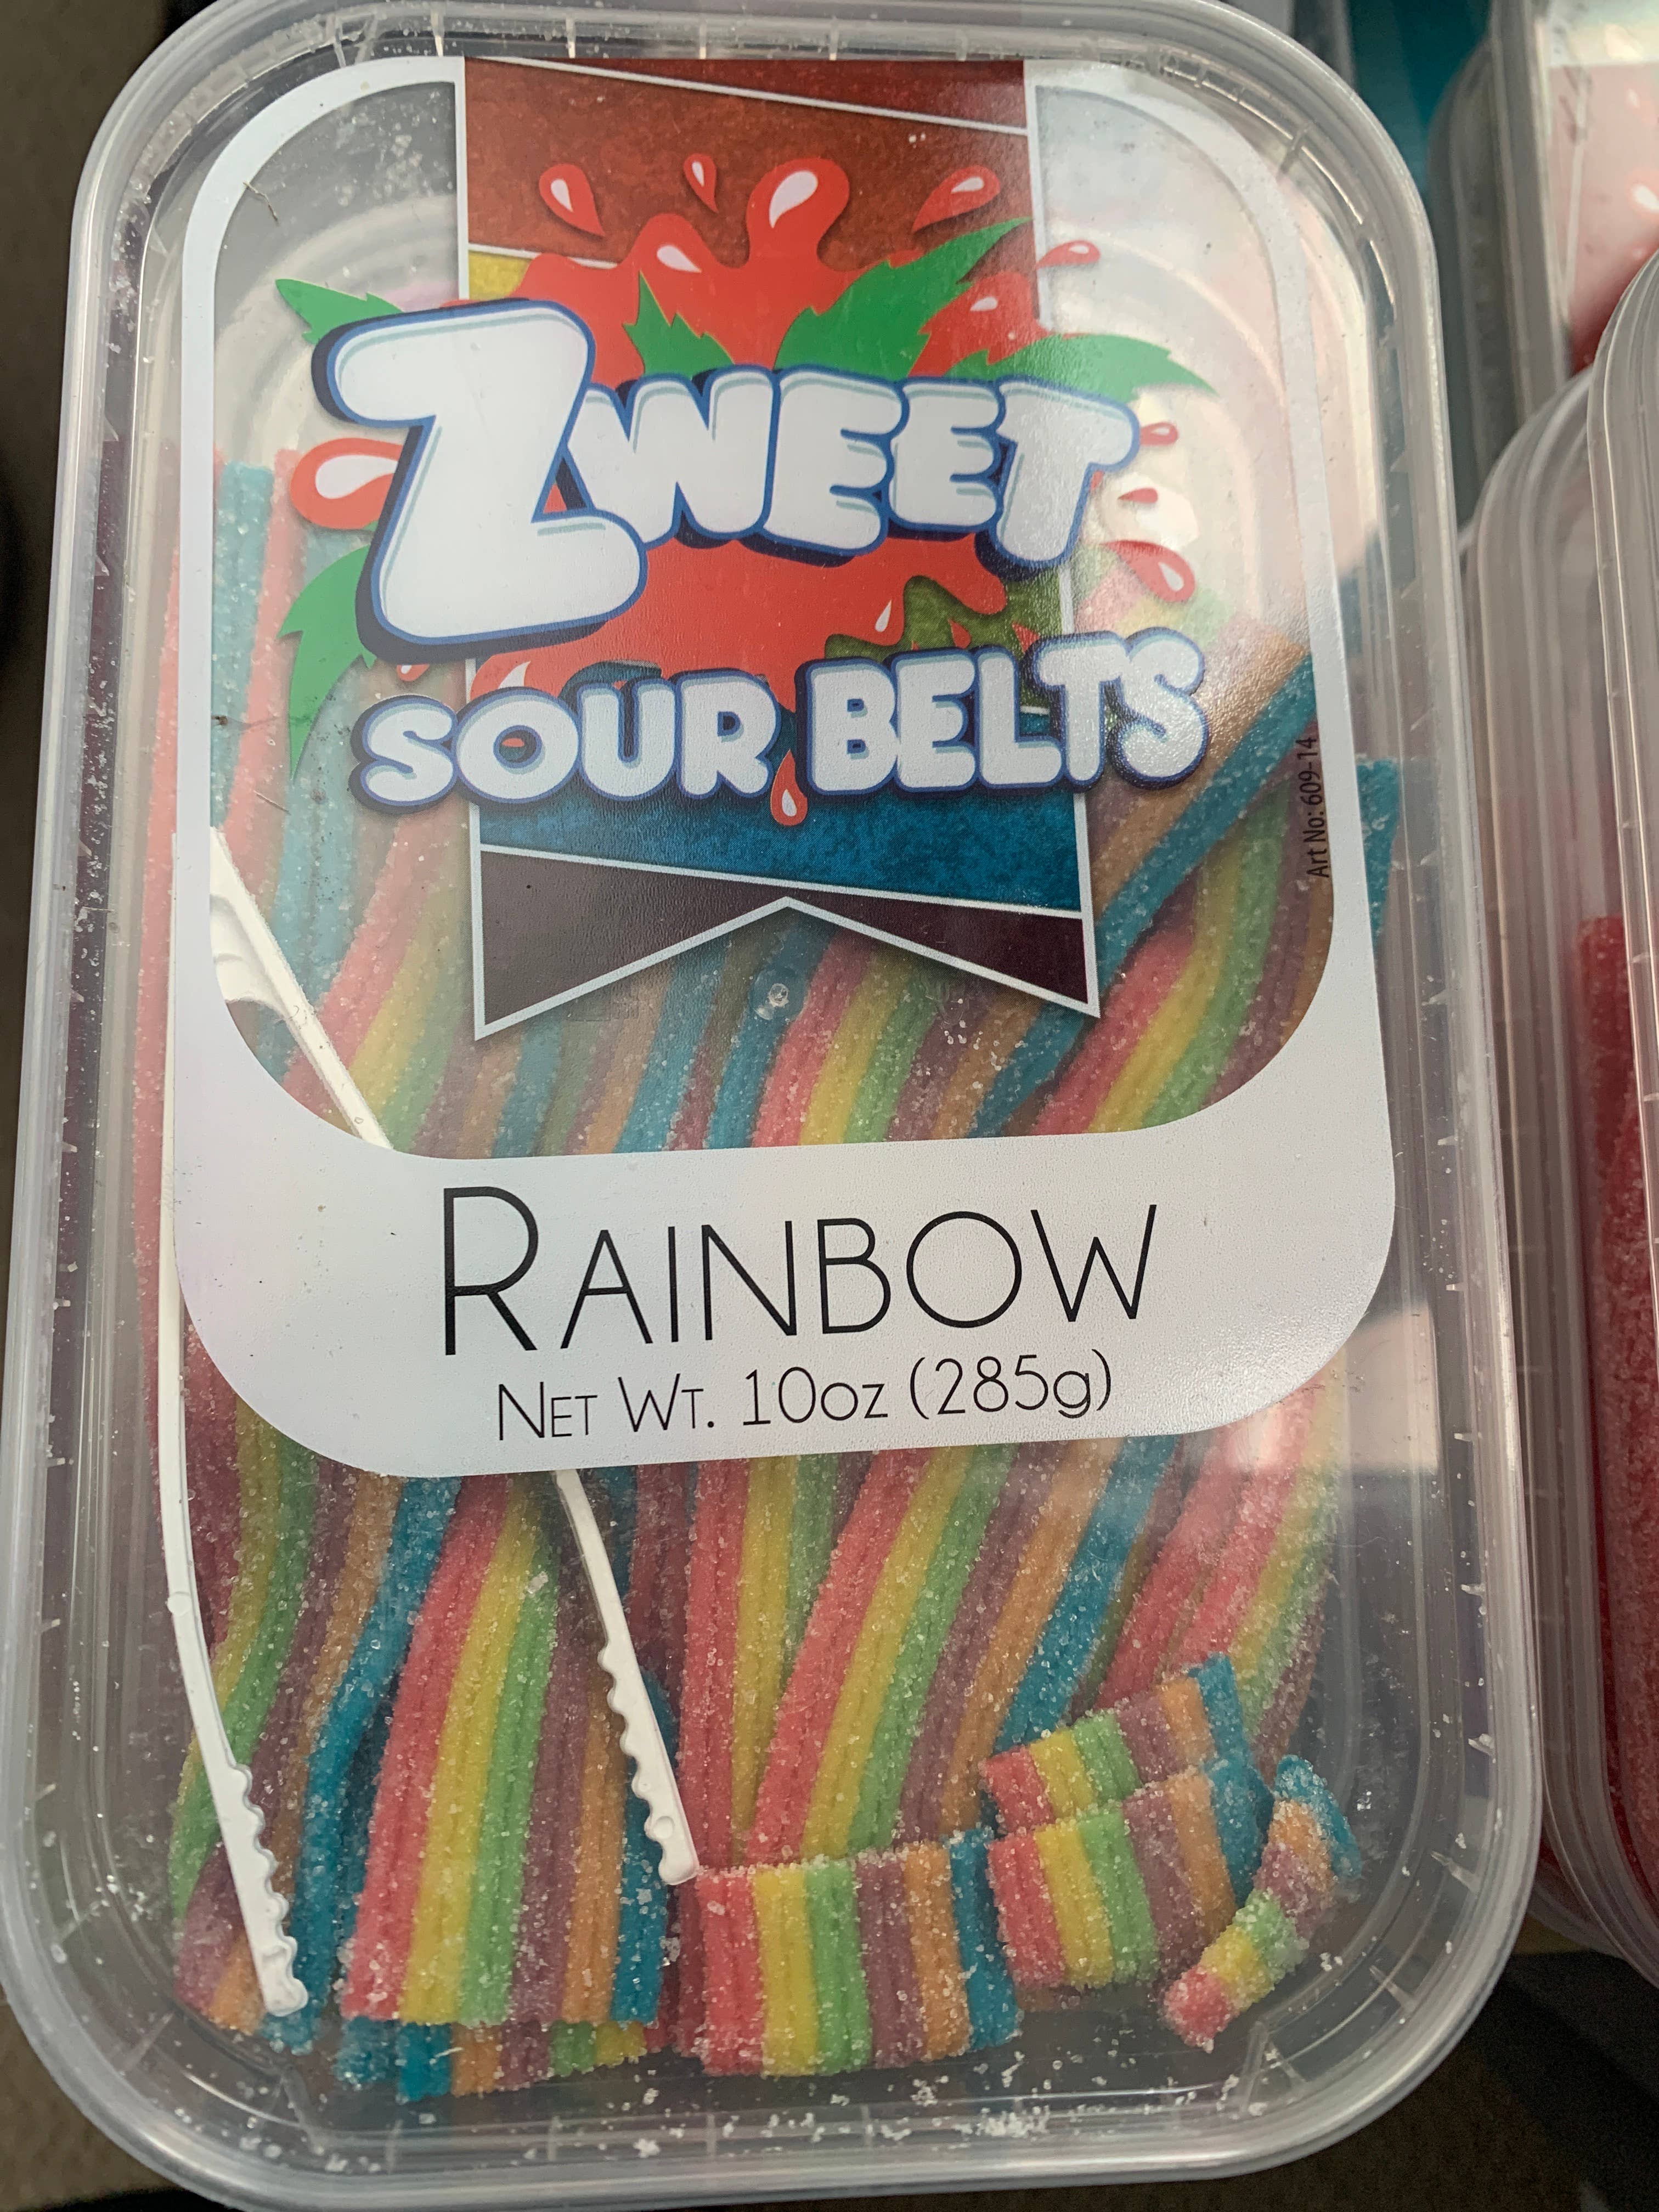 Zweet
SOUR BELTS
Art No: 609-14
RAINBOW
NET WT. 10oz (285g)